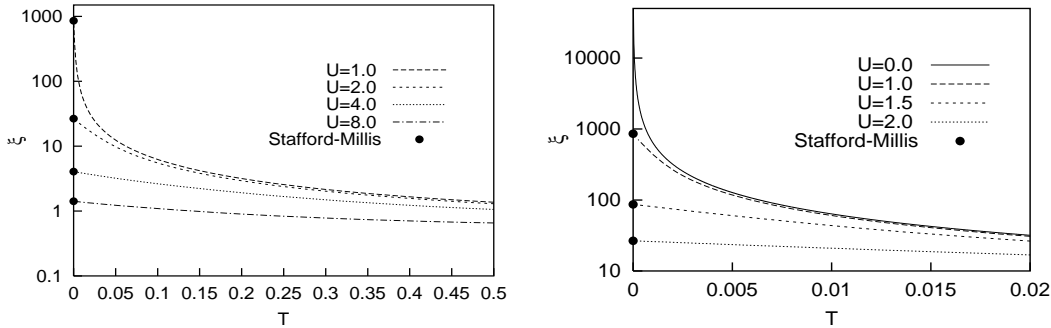 1000
100
10
1
0.1
ξ
U=1.0
U=2.0
U=4.0
U=8.0
Stafford-Millis
0 0.05 0.1 0.15 0.2 0.25 0.3 0.35 0.4 0.45 0.5
T
10000
1000
100
10
ξ
U=0.0
U=1.0
U=1.5
U=2.0
Stafford-Millis
0 0.005 0.01 0.015 0.02
T